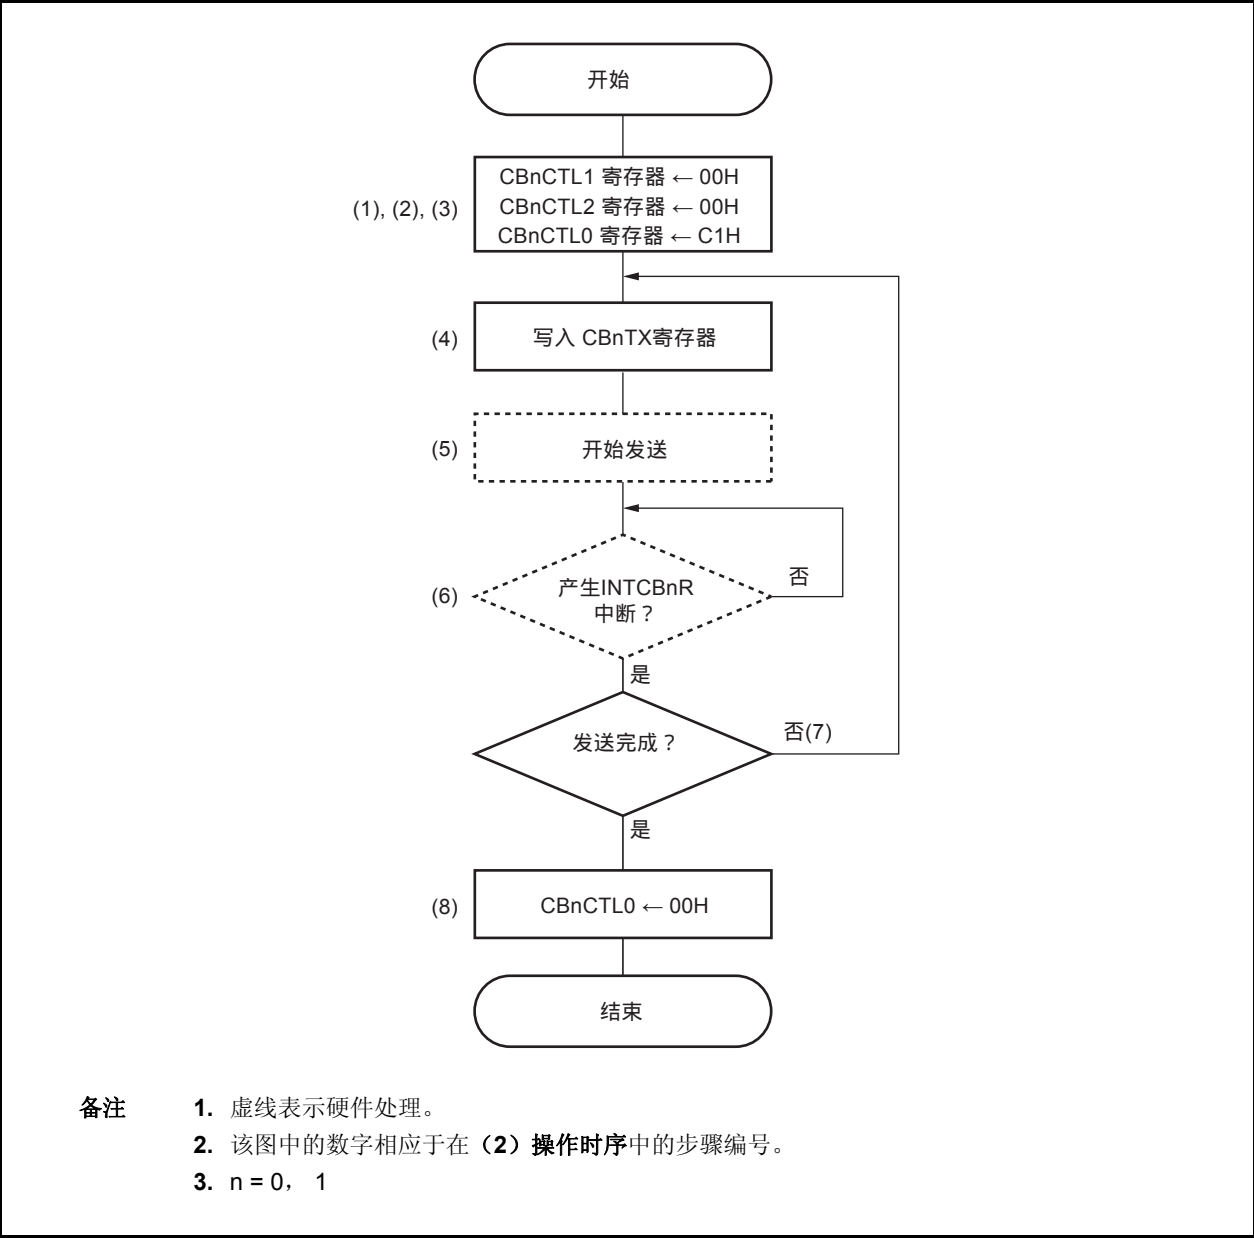 开始
(1), (2), (3)
CBnCTL1 寄存器 ← 00H
CBnCTL2 寄存器 ← 00H
CBnCTL0 寄存器 ← C1H
(4)
写入 CBnTX寄存器
(5)
开始发送
(6)
产生INTCBnR
中断？
否
是
发送完成？
否(7)
是
(8)
CBnCTL0 ← 00H
结束
备注 1. 虚线表示硬件处理。
2. 该图中的数字相应于在（2）操作时序中的步骤编号。
3. n = 0， 1